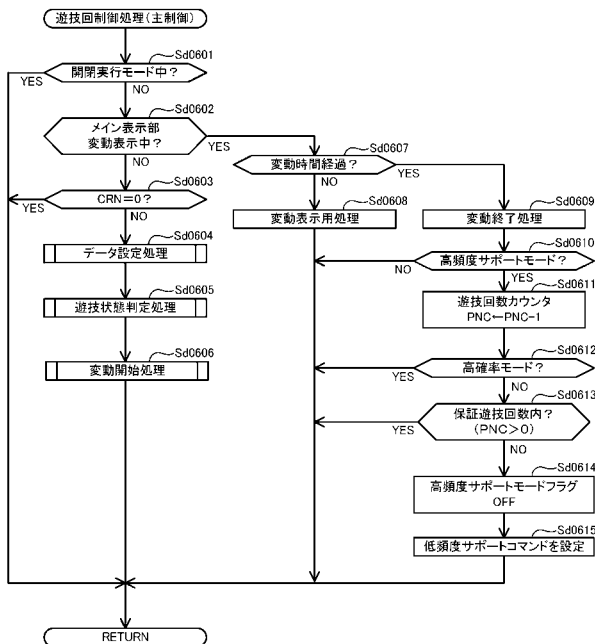 遊技回制御処理(主制御)
Sd0601
開閉実行モード中？
YES
NO
Sd0602
メイン表示部
変動表示中？
YES
NO
Sd0603
CRN=0？
YES
NO
Sd0604
データ設定処理
Sd0605
遊技状態判定処理
Sd0606
変動開始処理
Sd0607
変動時間経過？
YES
NO
Sd0608
変動表示用処理
Sd0609
変動終了処理
Sd0610
高頻度サポートモード？
NO
YES
Sd0611
遊技回数カウンタ
PNC←PNC-1
Sd0612
高確率モード？
YES
NO
Sd0613
保証遊技回数内？
(PNC＞0)
YES
NO
Sd0614
高頻度サポートモードフラグ
OFF
Sd0615
低頻度サポートコマンドを設定
RETURN